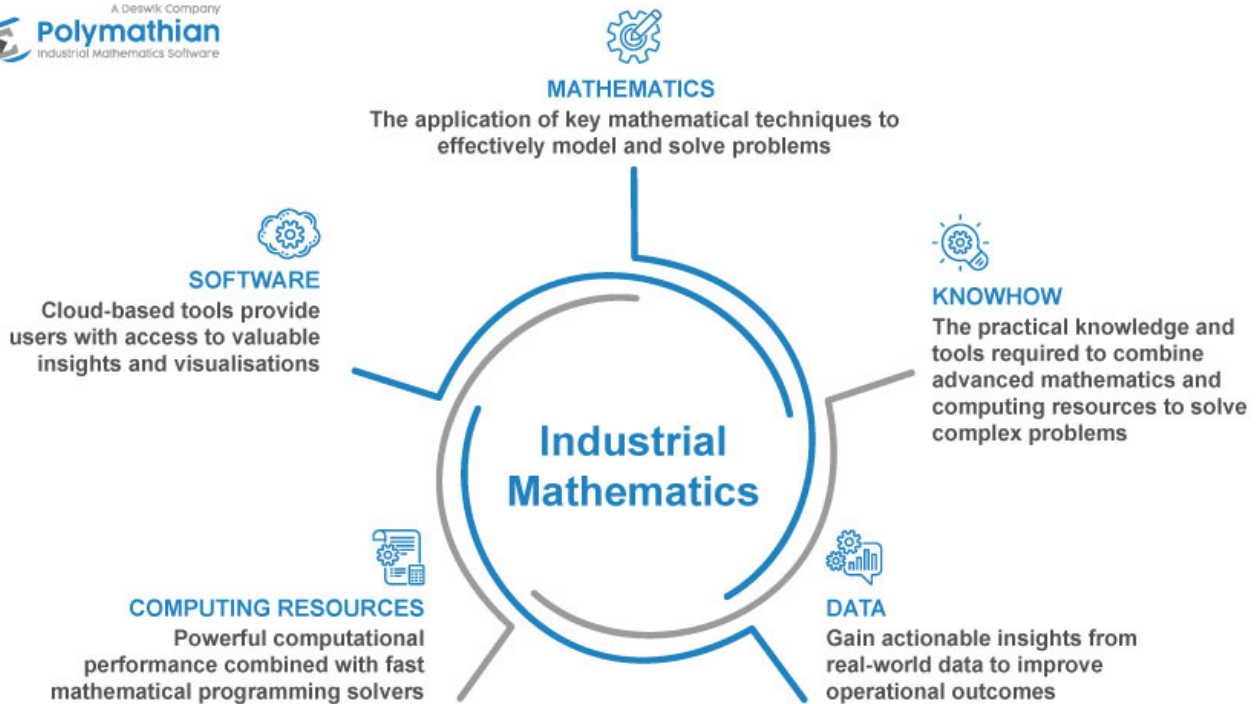 A Deswik Company
Polymathian
Industrial Mathematics Software
MATHEMATICS
The application of key mathematical techniques to
effectively model and solve problems
SOFTWARE
Cloud-based tools provide
users with access to valuable
insights and visualisations
KNOWHOW
The practical knowledge and
tools required to combine
advanced mathematics and
computing resources to solve
complex problems
Industrial
Mathematics
COMPUTING RESOURCES
Powerful computational
performance combined with fast
mathematical programming solvers
DATA
Gain actionable insights from
real-world data to improve
operational outcomes